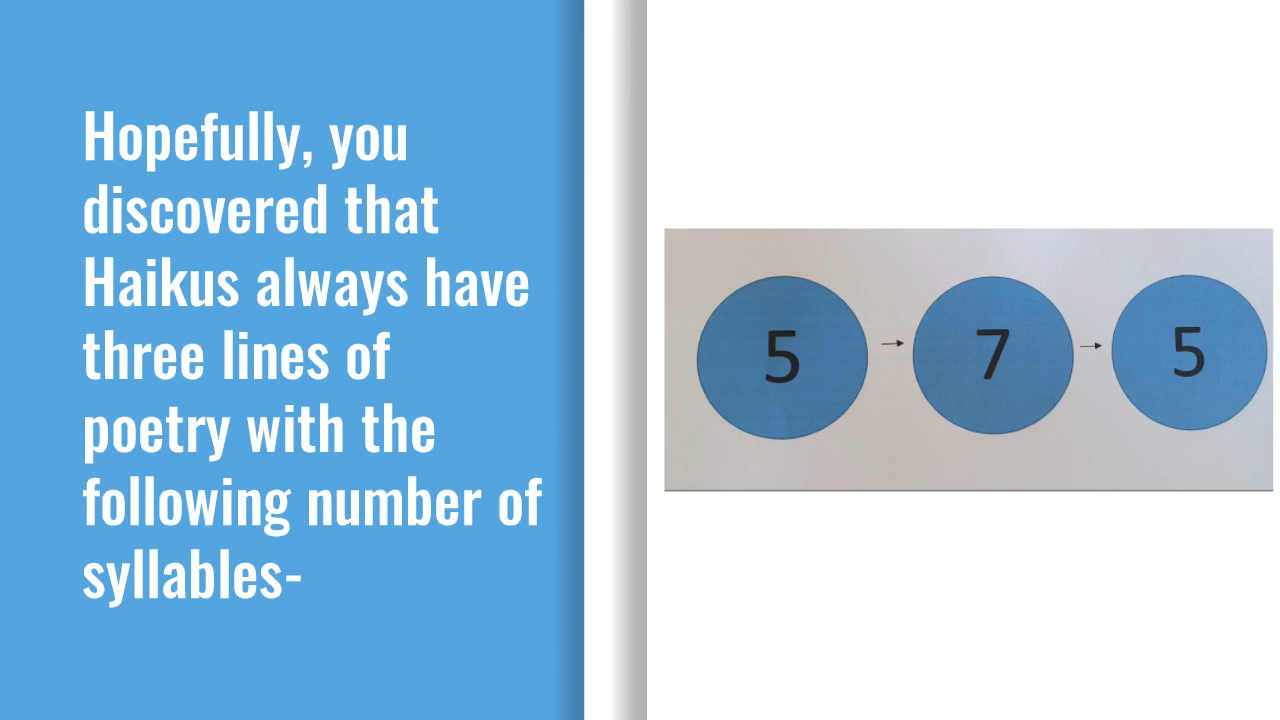 Hopefully, you
discovered that
Haikus always have
three lines of
poetry with the
following number of
syllables-
5 → 7 → 5